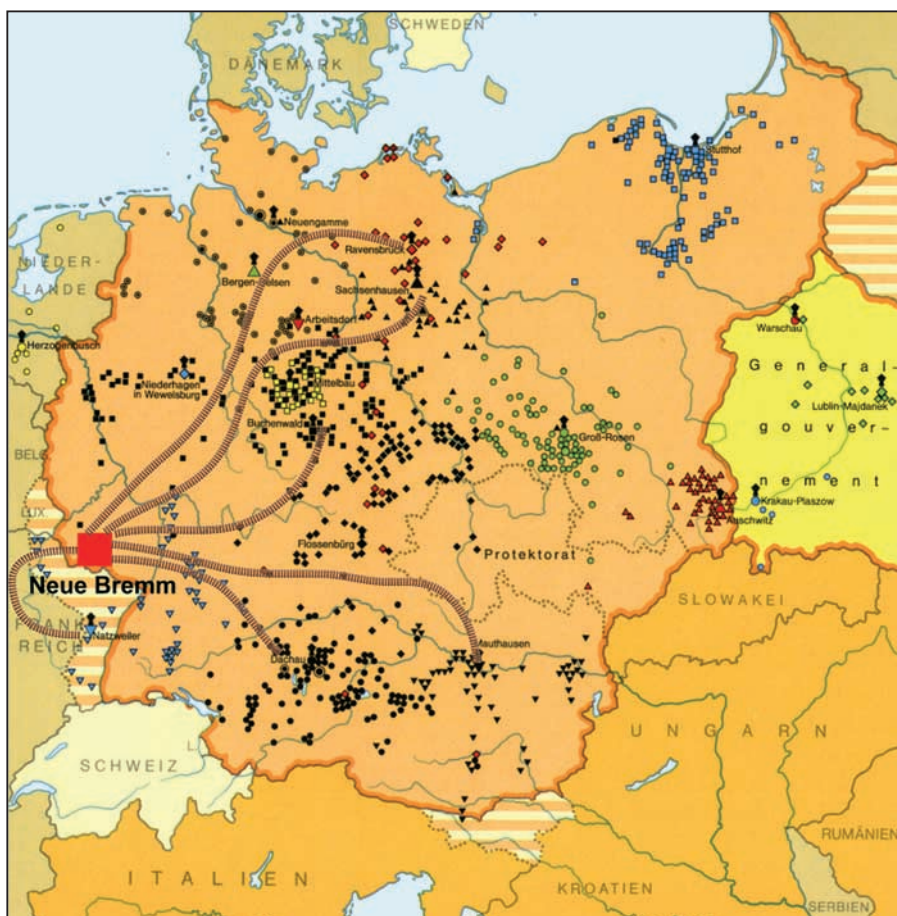 SCHWEDEN
DÄNEMARK
Stutthof
Neuengamme
Ravensbrück
NIEDER-
LANDE
Bergen-Belsen
Sachsenhausen
Arbeitsdorf
Warschau
Herzogenbusch
General-
Niederhagen
in Wewelsburg
Mittelbau
Lublin-Majdanek
Buchenwald
Groß-Rosen
gouver-
BELG.
nement
LUX.
Krakau-Plaszow
Auschwitz
Flossenbürg
Protektorat
Neue Bremm
SLOWAKEI
FRANK
REICH
Natzweiler
Mauthausen
Dachau
UNGARN
L.
SCHWEIZ
RUMÄNIEN
ITALIEN
KROATIEN
SERBIEN